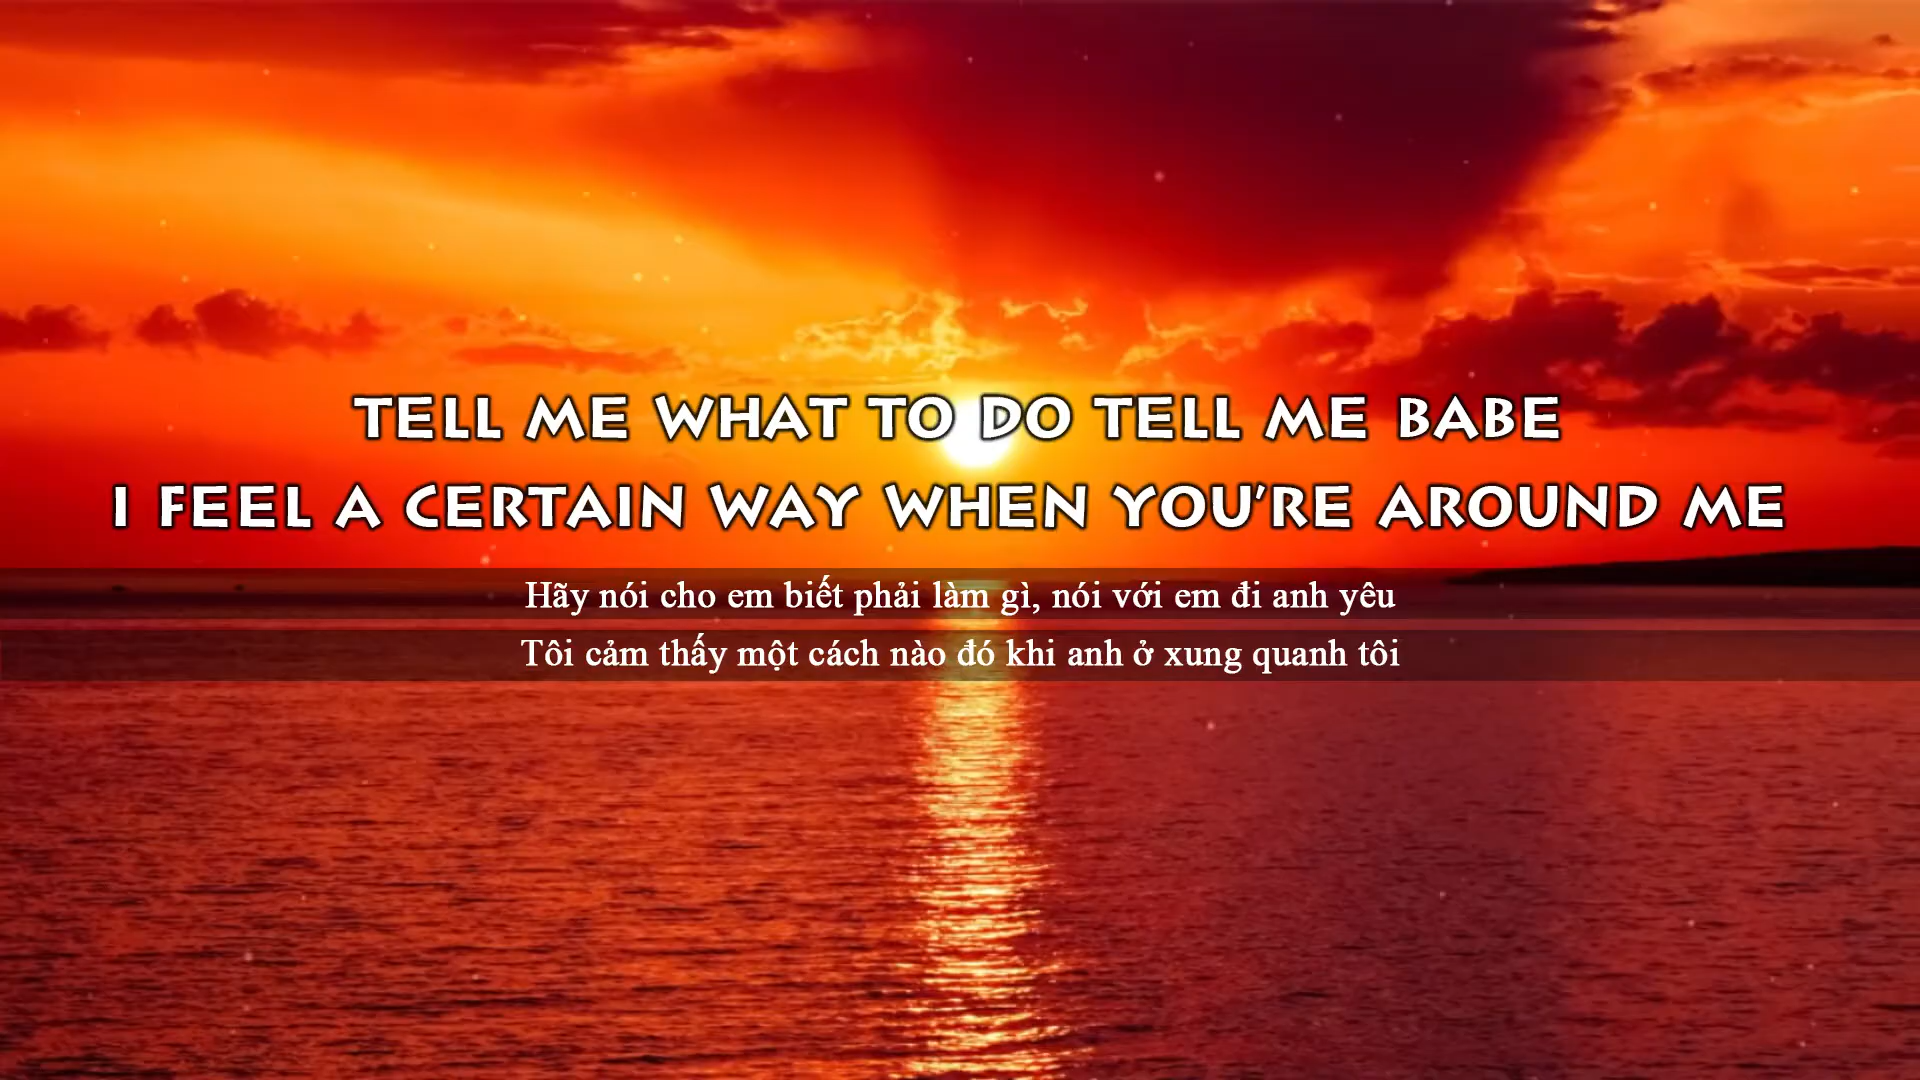 TELL ME WHAT TO DO TELL ME BABE
I FEEL A CERTAIN WAY WHEN YOU'RE AROUND ME
Hãy nói cho em biết phải làm gì, nói với em đi anh yêu
Tôi cảm thấy một cách nào đó khi anh ở xung quanh tôi